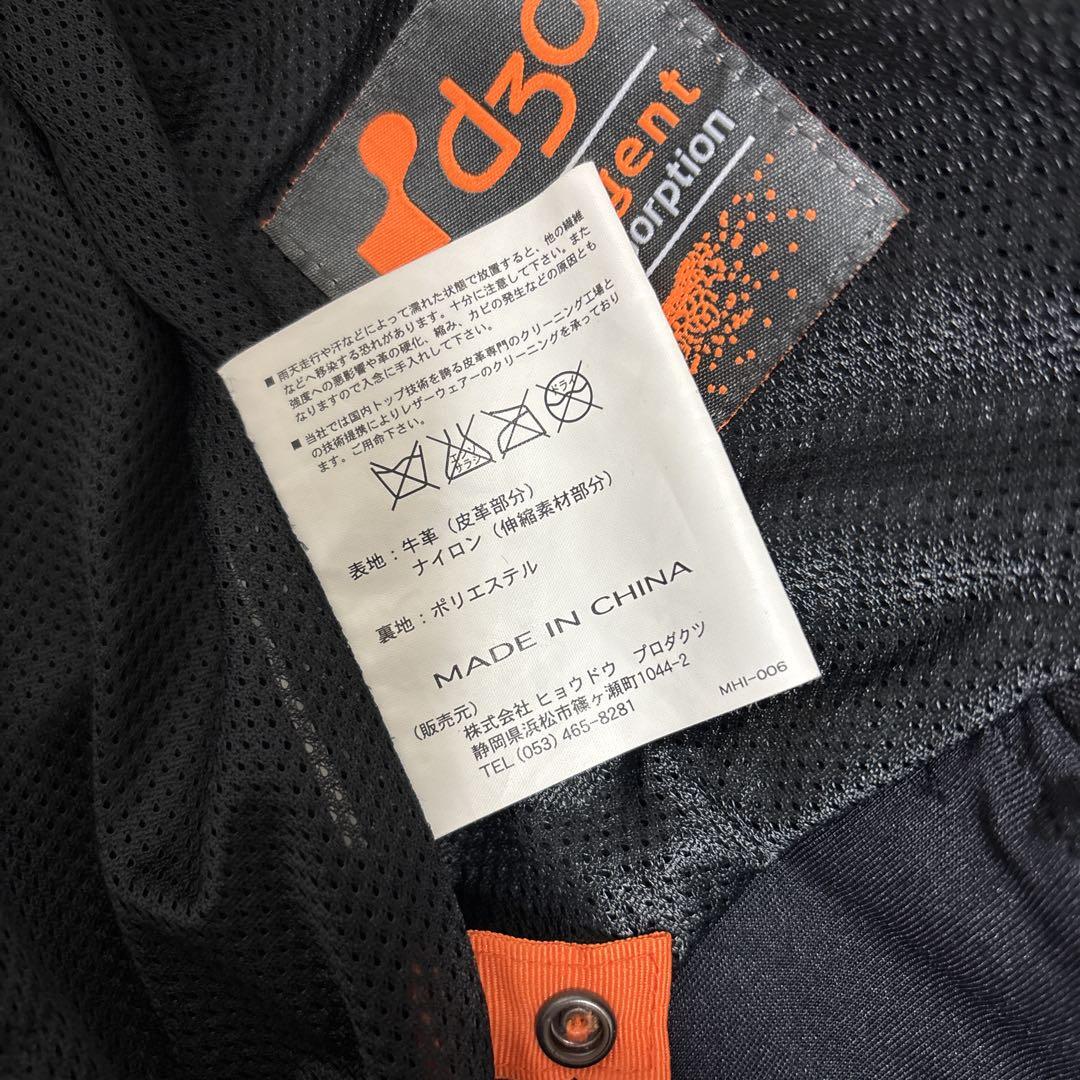 d3o
gent
orption
■ 雨天走行や汗などによって濡れた状態で放置すると、他の繊維
などへ移染する恐れがあります。十分に注意して下さい。また
強度への悪影響や革の硬化、縮み、カビの発生などの原因とも
なりますので入念に手入れして下さい。
■ 当社では国内トップ技術を誇る皮革専門のクリーニング工場と
の技術提携によりレザーウェアーのクリーニングを承っており
ます。ご用命下さい。
エンソ
サラシ
ドライ
表地:牛革(皮革部分)
ナイロン(伸縮素材部分)
裏地:ポリエステル
MADE IN CHINA
(販売元)
株式会社 ヒョウドウ プロダクツ
静岡県浜松市篠ヶ瀬町1044-2
TEL (053) 465-8281
MHI-006